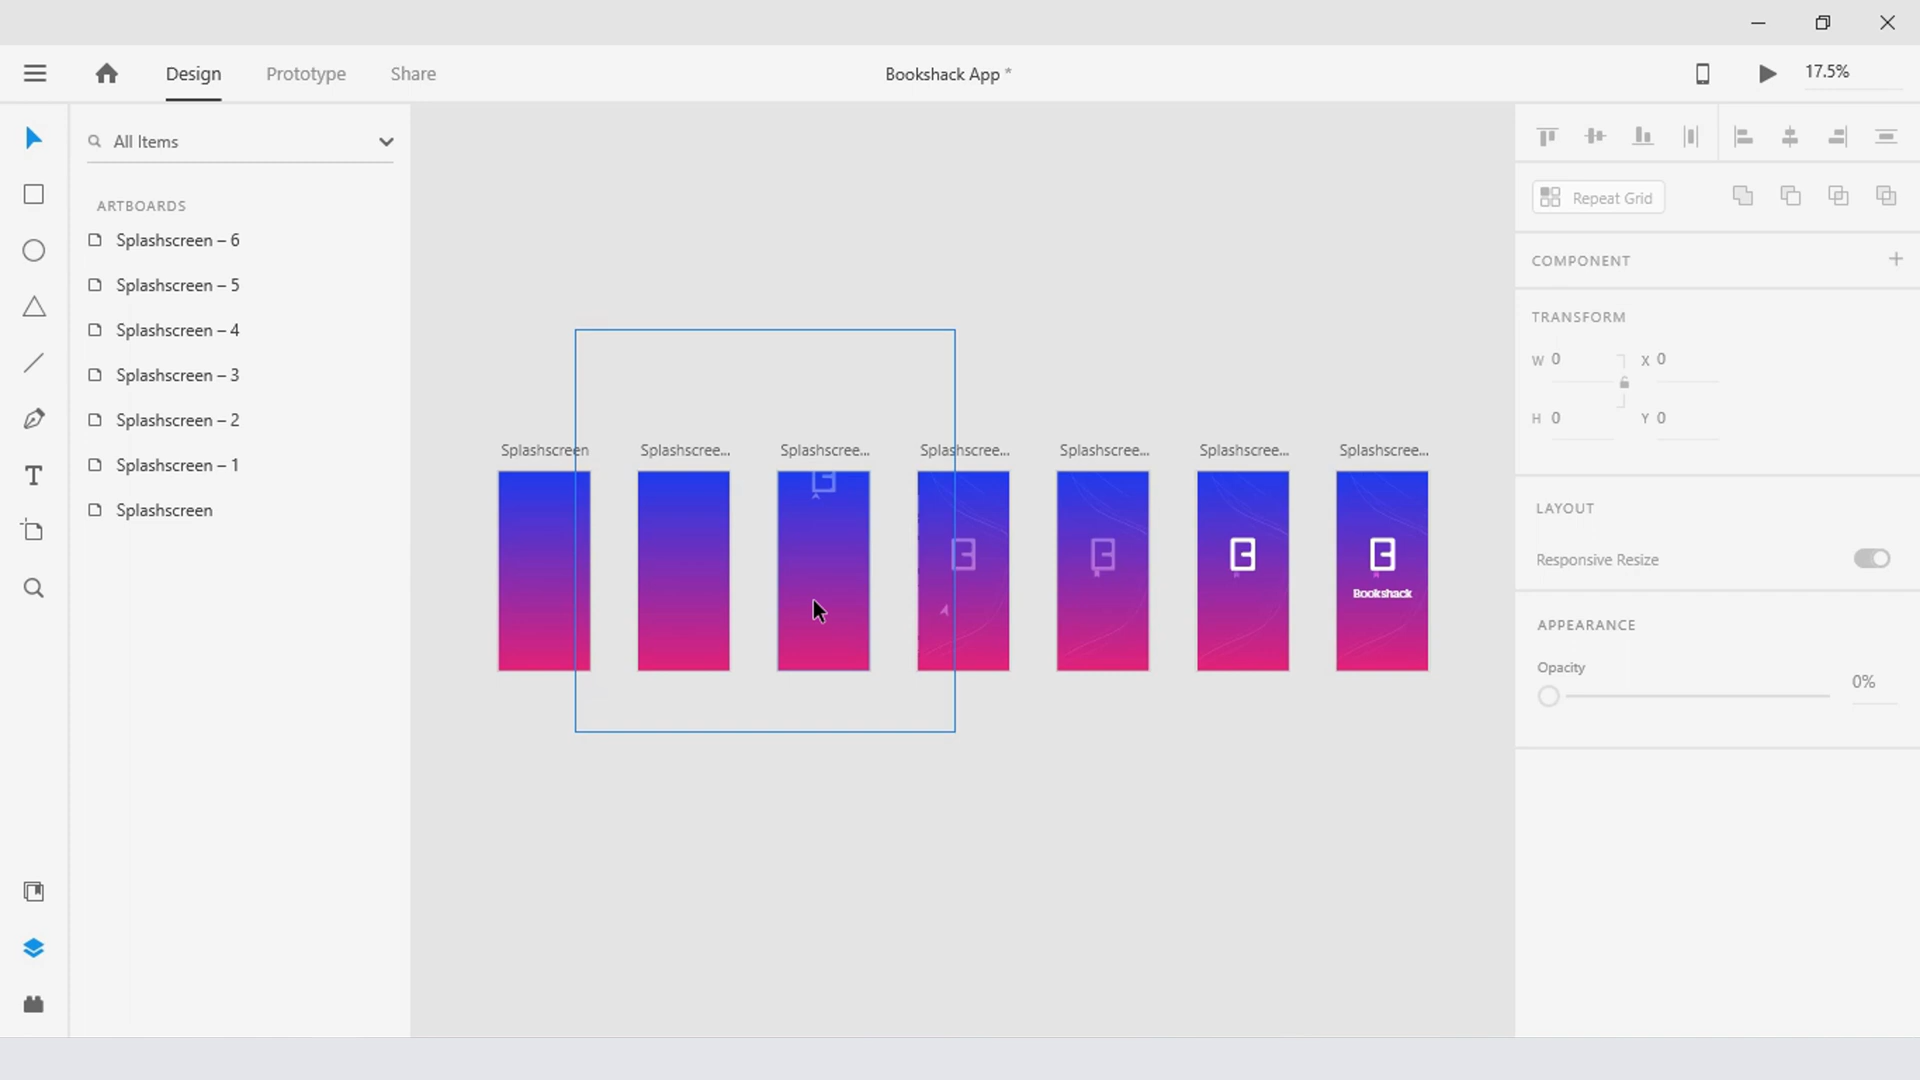 Design
Prototype
Share
Bookshack App *
17.5%
All Items
ARTBOARDS
Splashscreen – 6
Splashscreen – 5
Splashscreen – 4
Splashscreen – 3
Splashscreen – 2
Splashscreen – 1
Splashscreen
Splashscreen
Splashscree...
Splashscree...
Splashscree...
Splashscree...
Splashscree...
Splashscree...
Bookshack
Repeat Grid
COMPONENT
TRANSFORM
W 0
X 0
H 0
Y 0
LAYOUT
Responsive Resize
APPEARANCE
Opacity
0%